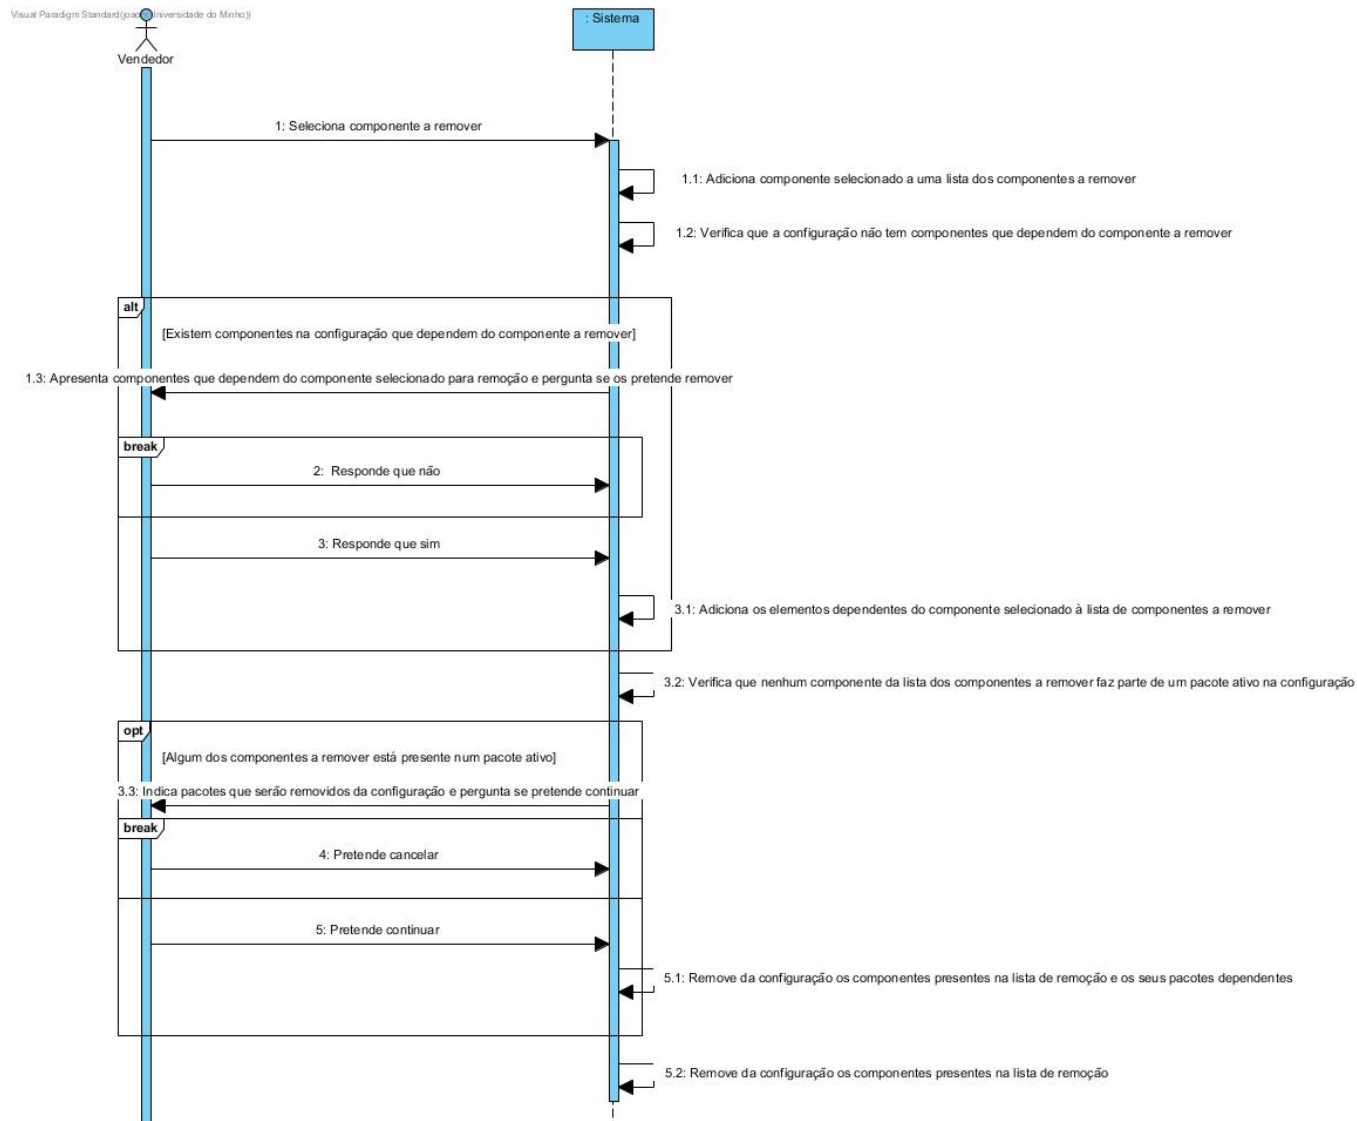 Visual Paradigm Standard(joao Universidade do Minho))
: Sistema
Vendedor
1: Seleciona componente a remover
1.1: Adiciona componente selecionado a uma lista dos componentes a remover
1.2: Verifica que a configuração não tem componentes que dependem do componente a remover
alt
[Existem componentes na configuração que dependem do componente a remover]
1.3: Apresenta componentes que dependem do componente selecionado para remoção e pergunta se os pretende remover
break
2: Responde que não
3: Responde que sim
3.1: Adiciona os elementos dependentes do componente selecionado à lista de componentes a remover
3.2: Verifica que nenhum componente da lista dos componentes a remover faz parte de um pacote ativo na configuração
opt
[Algum dos componentes a remover está presente num pacote ativo]
3.3: Indica pacotes que serão removidos da configuração e pergunta se pretende continuar
break
4: Pretende cancelar
5: Pretende continuar
5.1: Remove da configuração os componentes presentes na lista de remoção e os seus pacotes dependentes
5.2: Remove da configuração os componentes presentes na lista de remoção